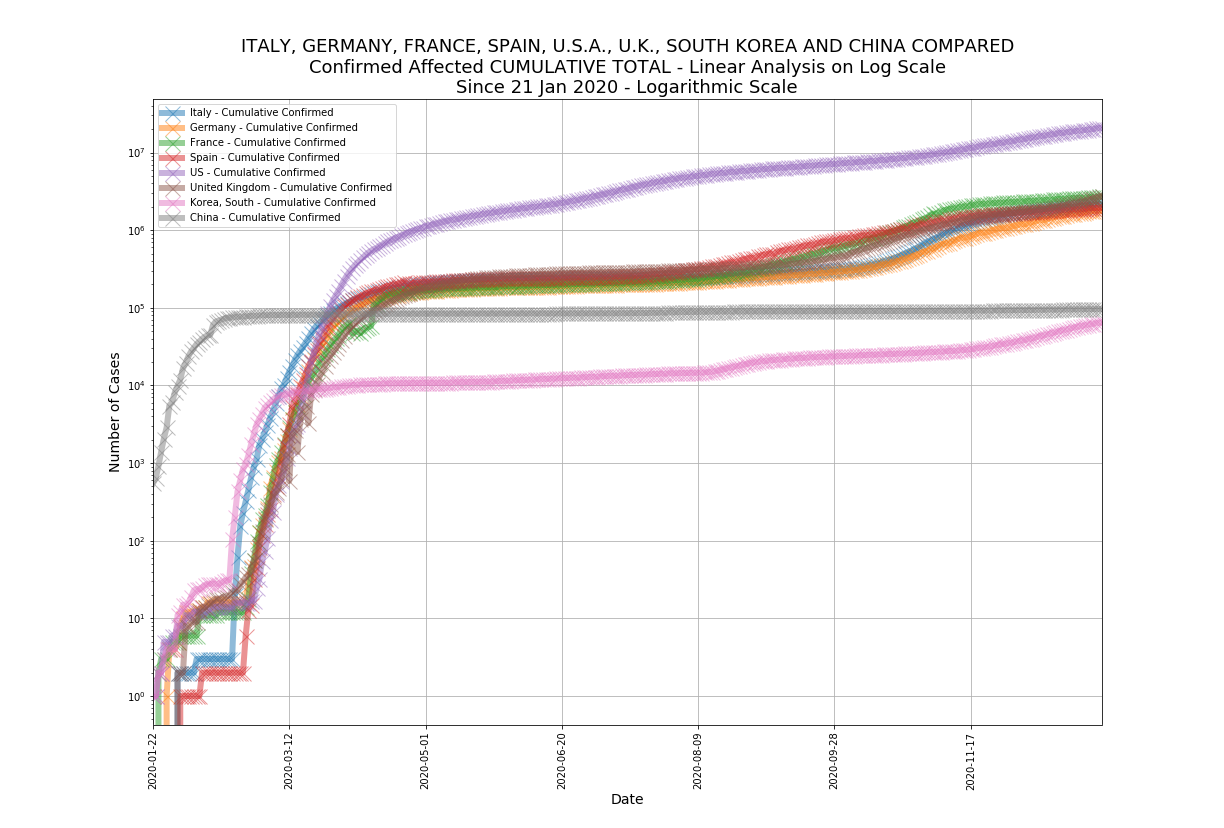 ITALY, GERMANY, FRANCE, SPAIN, U.S.A., U.K., SOUTH KOREA AND CHINA COMPARED
Confirmed Affected CUMULATIVE TOTAL - Linear Analysis on Log Scale
Since 21 Jan 2020 - Logarithmic Scale
Italy - Cumulative Confirmed
Germany - Cumulative Confirmed
France - Cumulative Confirmed
Spain - Cumulative Confirmed
US - Cumulative Confirmed
United Kingdom - Cumulative Confirmed
Korea, South - Cumulative Confirmed
China - Cumulative Confirmed
Number of Cases
10⁷
10⁶
10⁵
10⁴
10³
10²
10¹
10⁰
2020-01-22
2020-03-12
2020-05-01
2020-06-20
2020-08-09
2020-09-28
2020-11-17
Date